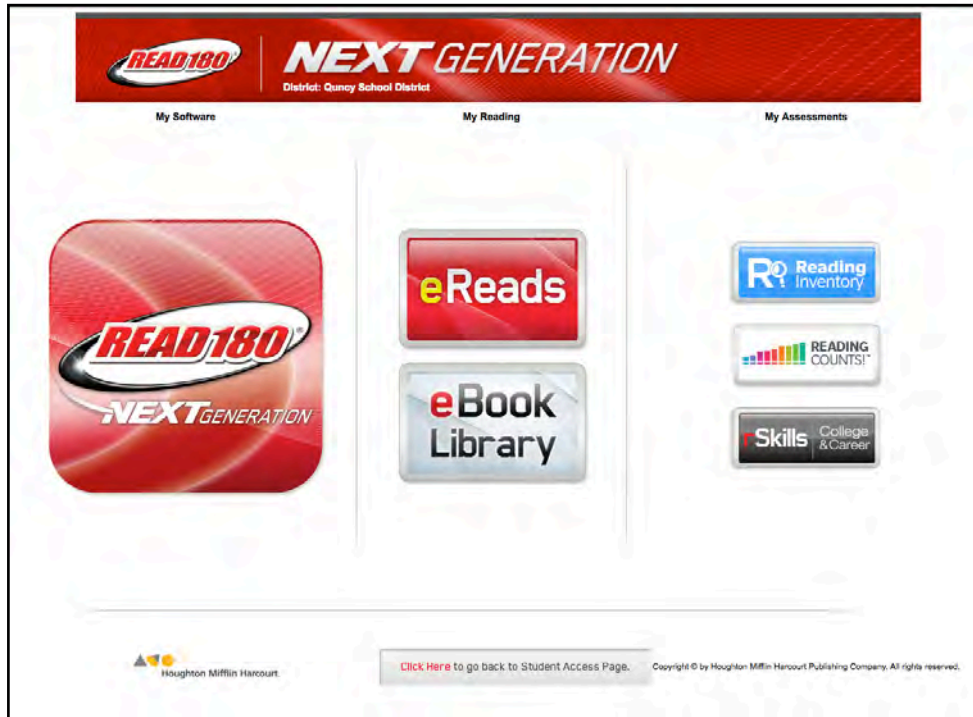 READ180
NEXT GENERATION
District: Quncy School District
My Software
My Reading
My Assessments
READ180
NEXT GENERATION
eReads
eBook
Library
Reading
Inventory
READING
COUNTS!™
rSkills
College
& Career
Houghton Mifflin Harcourt
Click Here to go back to Student Access Page.
Copyright © by Houghton Mifflin Harcourt Publishing Company. All rights reserved.